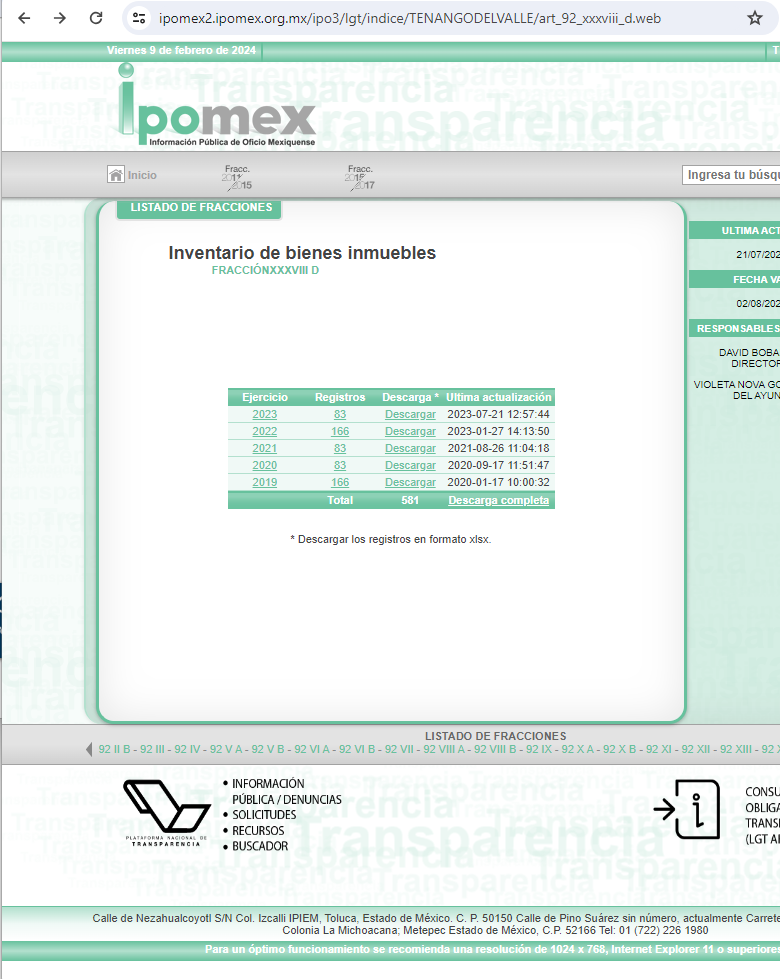 ipomex2.ipomex.org.mx/ipo3/lgt/indice/TENANGODELVALLE/art_92_xxxviii_d.web
Viernes 9 de febrero de 2024
ipomex
Información Pública de Oficio Mexiquense
Inicio
Fracc.
Fracc.
2015
2017
Ingresa tu búsqu
LISTADO DE FRACCIONES
Inventario de bienes inmuebles
FRACCIÓNXXXVIII D
ULTIMA ACT
21/07/202
FECHA VA
02/08/202
RESPONSABLES
DAVID BOBA
DIRECTOR
VIOLETA NOVA GO
DEL AYUN
Ejercicio Registros Descarga * Ultima actualización
2023 83 Descargar 2023-07-21 12:57:44
2022 166 Descargar 2023-01-27 14:13:50
2021 83 Descargar 2021-08-26 11:04:18
2020 83 Descargar 2020-09-17 11:51:47
2019 166 Descargar 2020-01-17 10:00:32
Total 581 Descarga completa
* Descargar los registros en formato xlsx.
LISTADO DE FRACCIONES
92 II B - 92 III - 92 IV - 92 V A - 92 V B - 92 VI A - 92 VI B - 92 VII - 92 VIII A - 92 VIII B - 92 IX - 92 X A - 92 X B - 92 XI - 92 XII - 92 XIII - 92 X
PLATAFORMA NACIONAL DE
TRANSPARENCIA
• INFORMACIÓN
PÚBLICA / DENUNCIAS
• SOLICITUDES
• RECURSOS
• BUSCADOR
CONSU
OBLIGA
TRANSP
(LGT A
Calle de Nezahualcoyotl S/N Col. Izcalli IPIEM, Toluca, Estado de México. C. P. 50150 Calle de Pino Suárez sin número, actualmente Carrete
Colonia La Michoacana; Metepec Estado de México, C.P. 52166 Tel: 01 (722) 226 1980
Para un óptimo funcionamiento se recomienda una resolución de 1024 x 768, Internet Explorer 11 o superiores